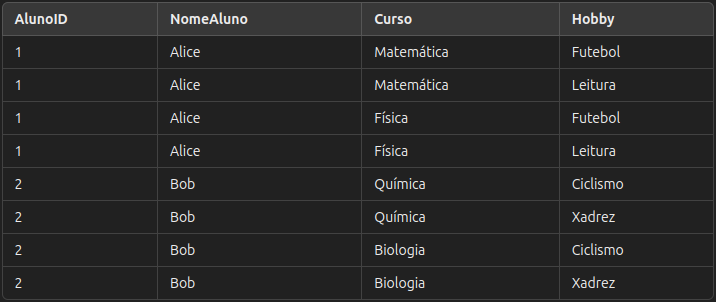 AlunoID NomeAluno Curso Hobby
1 Alice Matemática Futebol
1 Alice Matemática Leitura
1 Alice Física Futebol
1 Alice Física Leitura
2 Bob Química Ciclismo
2 Bob Química Xadrez
2 Bob Biologia Ciclismo
2 Bob Biologia Xadrez